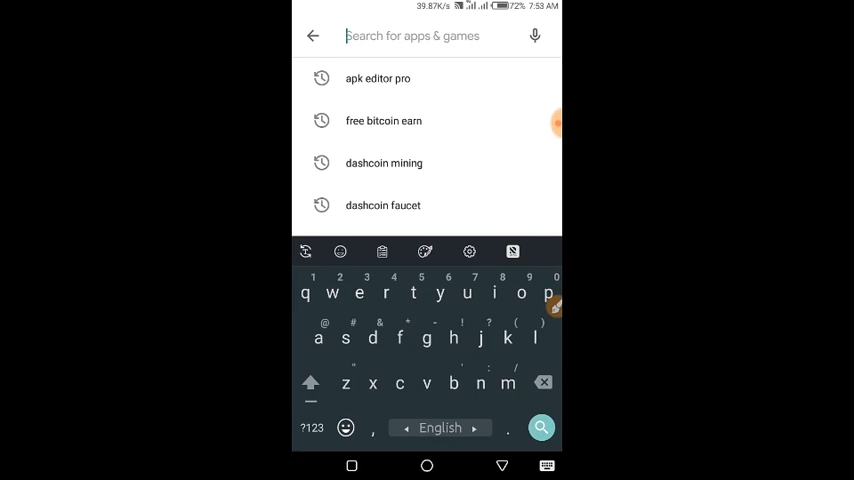 39.87K/s 72% 7:53 AM
Search for apps & games
apk editor pro
free bitcoin earn
dashcoin mining
dashcoin faucet
1 2 3 4 5 6 7 8 9 0
q w e r t y u i o p
@ # & * - ! ? ( )
a s d f g h j k l
" ' : /
z x c v b n m
?123 , English .